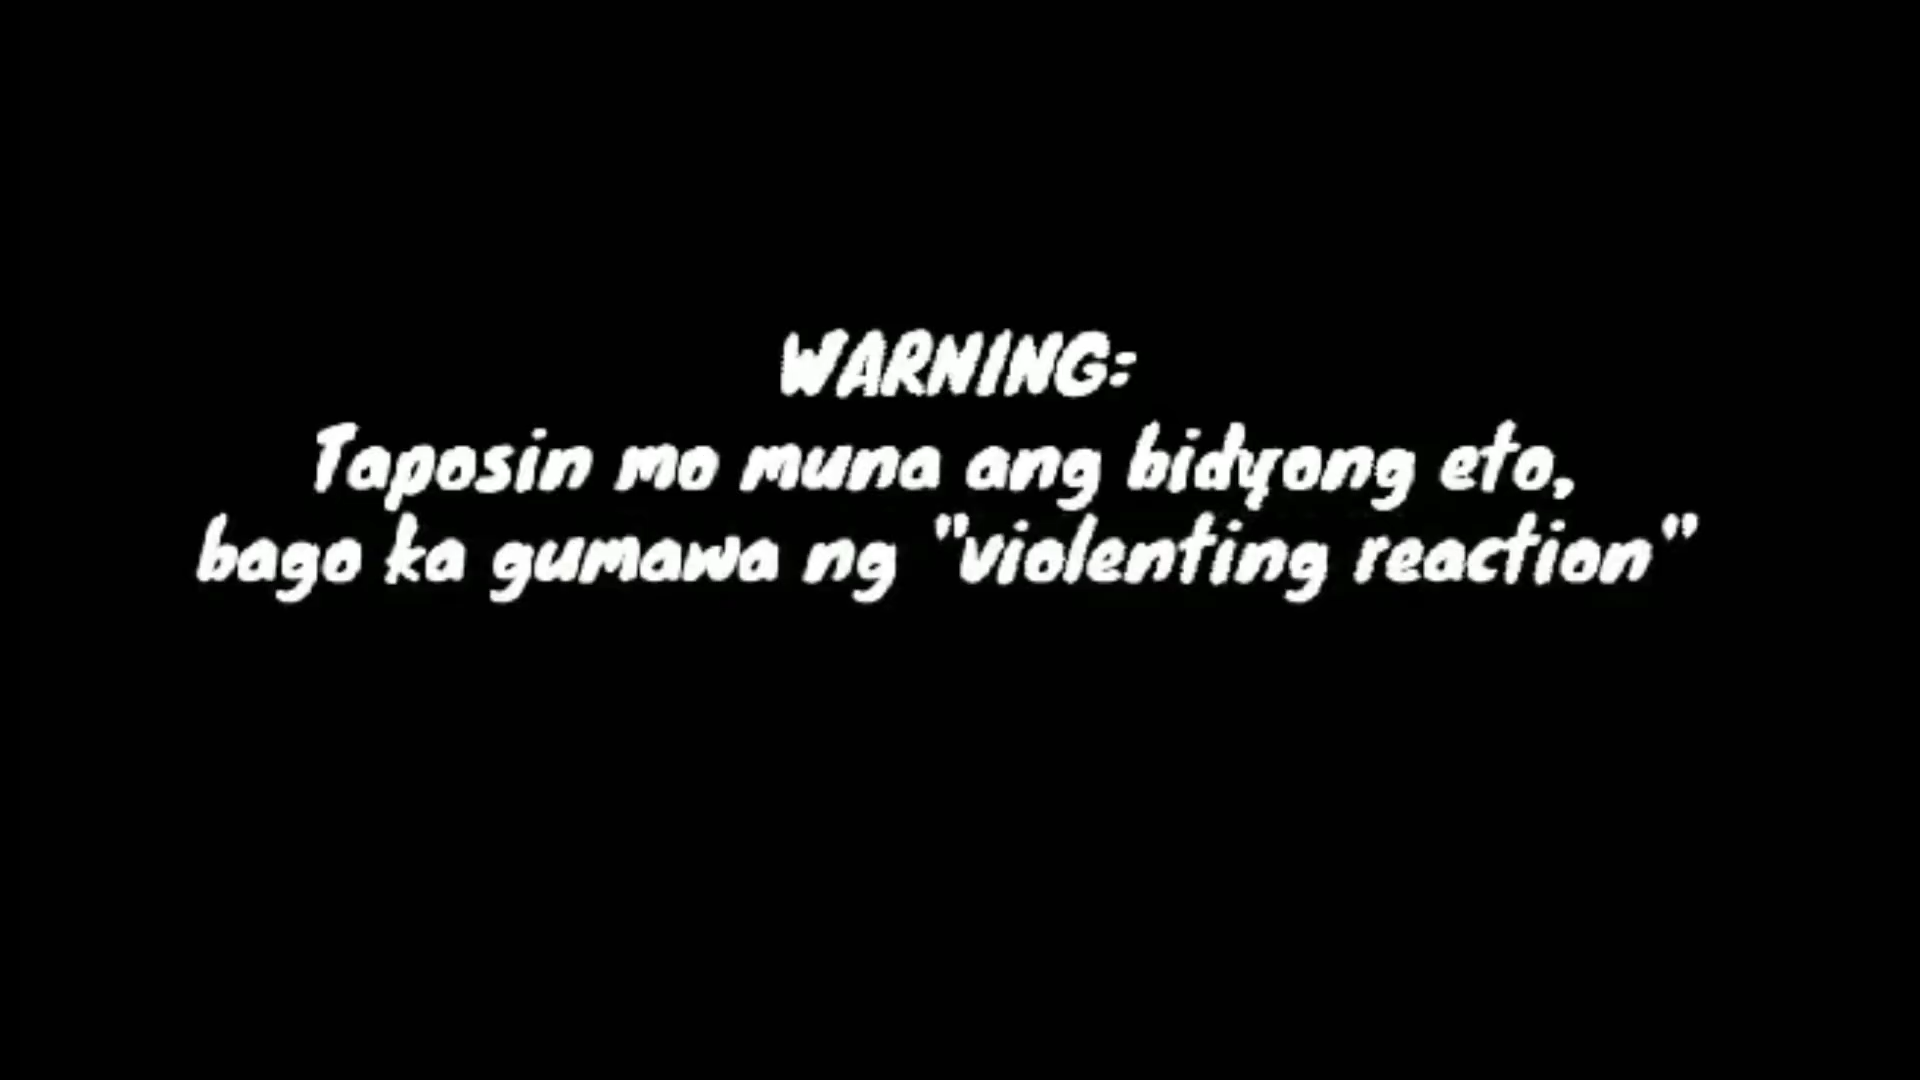 WARNING:
Taposin mo muna ang bidyong eto,
bago ka gumawa ng "violenting reaction"